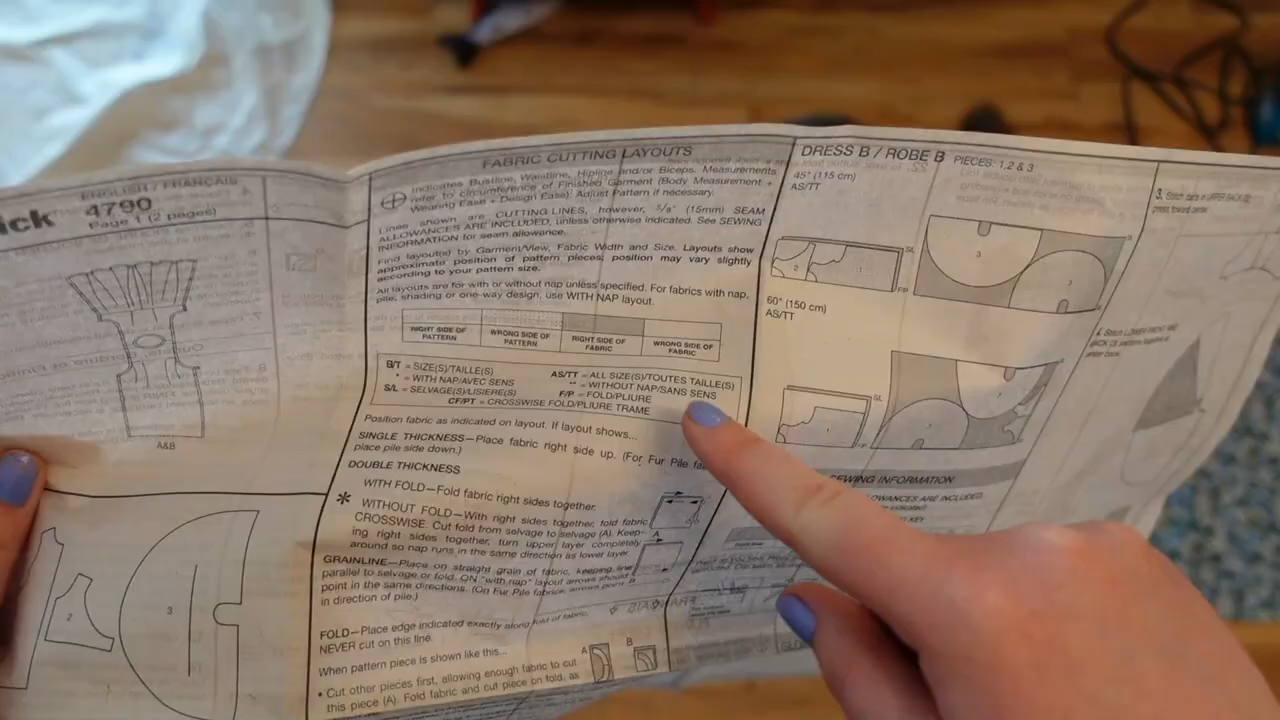 ick
ENGLISH / FRANÇAIS
4790
Page 1 (2 pages)
A&B
2
3
FABRIC CUTTING LAYOUTS
Indicates Bustline, Waistline, Hipline and/or Biceps. Measurements
refer to circumference of Finished Garment (Body Measurement +
Wearing Ease + Design Ease). Adjust Pattern if necessary.
Lines shown are CUTTING LINES, however, 5/8" (15mm) SEAM
ALLOWANCES ARE INCLUDED, unless otherwise indicated. See SEWING
INFORMATION for seam allowance.
Find layout(s) by Garment/View, Fabric Width and Size. Layouts show
approximate position of pattern pieces; position may vary slightly
according to your pattern size.
All layouts are for with or without nap unless specified. For fabrics with nap,
pile, shading or one-way design, use WITH NAP layout.
RIGHT SIDE OF
PATTERN
WRONG SIDE OF
PATTERN
RIGHT SIDE OF
FABRIC
WRONG SIDE OF
FABRIC
B/T = SIZE(S)/TAILLE(S)
* = WITH NAP/AVEC SENS
S/L = SELVAGE(S)/LISIERE(S)
AS/TT = ALL SIZE(S)/TOUTES TAILLE(S)
** = WITHOUT NAP/SANS SENS
F/P = FOLD/PLIURE
CF/PT = CROSSWISE FOLD/PLIURE TRAME
Position fabric as indicated on layout. If layout shows...
SINGLE THICKNESS—Place fabric right side up. (For Fur Pile
place pile side down.)
DOUBLE THICKNESS
WITH FOLD—Fold fabric right sides together.
* WITHOUT FOLD—With right sides together, fold fabric
CROSSWISE. Cut fold from selvage to selvage (A). Keep-
ing right sides together, turn upper layer completely
around so nap runs in the same direction as lower layer.
A
GRAINLINE—Place on straight grain of fabric, keeping line
parallel to selvage or fold. ON "with nap" layout arrows should
point in the same directions. (On Fur Pile fabrics, arrows point
in direction of pile.)
FOLD—Place edge indicated exactly along fold of fabric.
NEVER cut on this line.
When pattern piece is shown like this...
A
B
• Cut other pieces first, allowing enough fabric to cut
this piece (A). Fold fabric and cut piece on fold, as
DRESS B / ROBE B PIECES: 1,2 & 3
45" (115 cm)
AS/TT
2
1
S/L
F/P
3
60" (150 cm)
AS/TT
S/L
SEWING INFORMATION
ALLOWANCES ARE INCLUDED,
KEY
3.